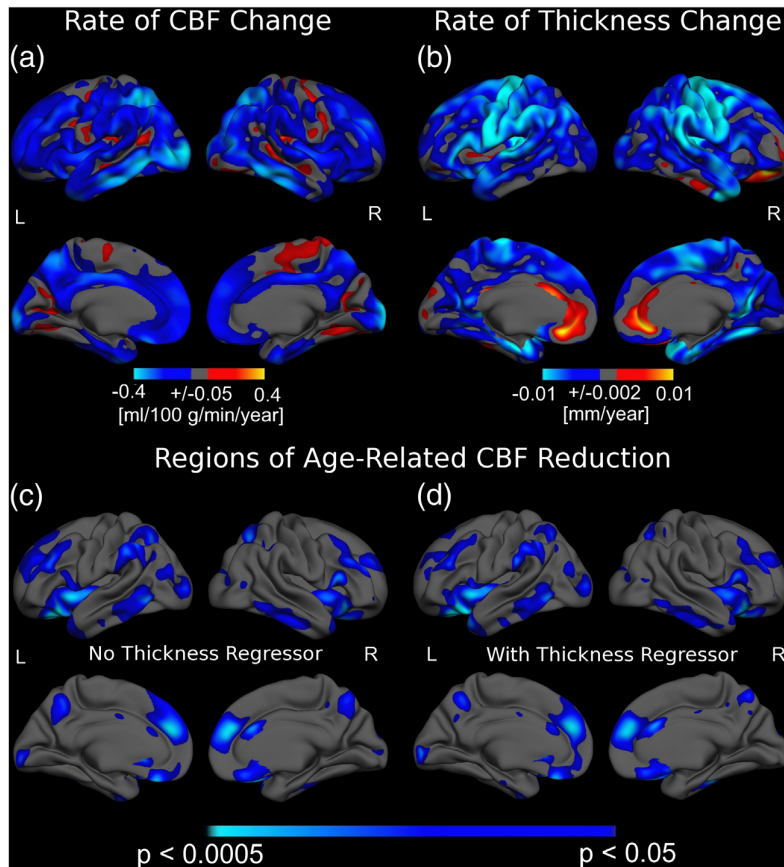 Rate of CBF Change
Rate of Thickness Change
(a)
(b)
L
R
L
R
-0.4
+/-0.05
0.4
[ml/100 g/min/year]
-0.01
+/-0.002
0.01
[mm/year]
Regions of Age-Related CBF Reduction
(c)
(d)
L
No Thickness Regressor
R
L
With Thickness Regressor
R
p < 0.0005
p < 0.05